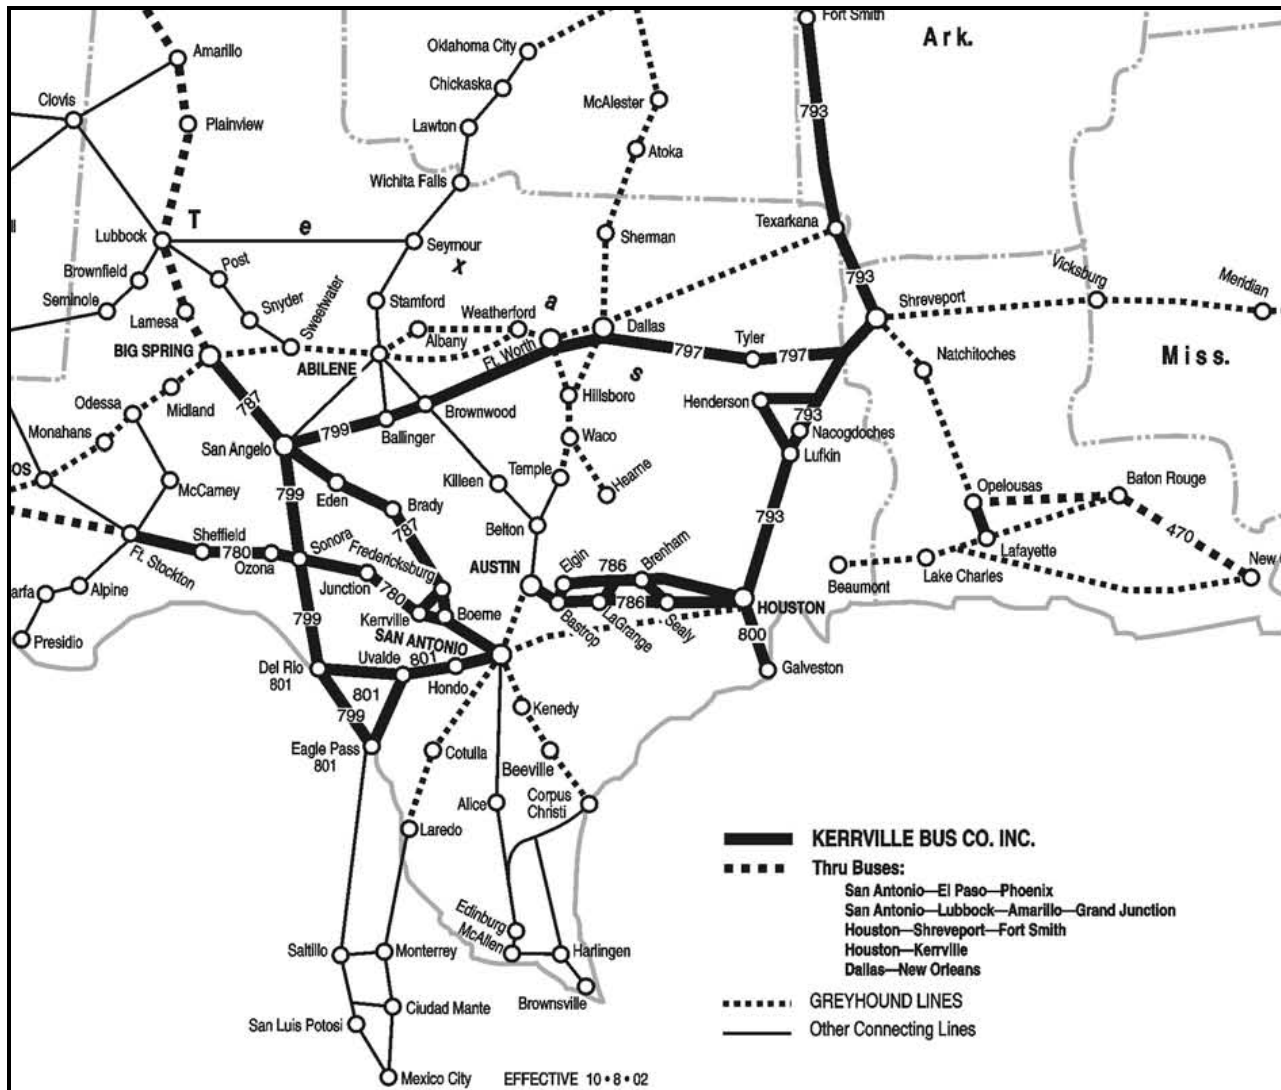 Fort Smith
Ark.
Oklahoma City
Amarillo
Chickaska
Clovis
McAlester
793
Plainview
Lawton
Atoka
Wichita Falls
T
e
x
a
s
Texarkana
Lubbock
Seymour
Sherman
Post
793
Vicksburg
Meridian
Brownfield
Seminole
Snyder
Sweetwater
Stamford
Shreveport
Lamesa
Weatherford
Albany
Dallas
Tyler
BIG SPRING
ABILENE
Ft. Worth
797
797
Natchitoches
Miss.
Midland
787
Odessa
Hillsboro
Henderson
Brownwood
793
Monahans
San Angelo
799
Ballinger
Waco
Nacogdoches
Lufkin
OS
McCamey
799
Eden
Brady
Killeen
Temple
Hearne
Opelousas
Baton Rouge
787
Belton
793
470
Sheffield
780
Ozona
Sonora
Fredericksburg
Ft. Stockton
Junction
780
AUSTIN
Elgin
786
Brenham
Lafayette
Lake Charles
Beaumont
New
arfa
Alpine
Kerrville
Boerne
Bastrop
LaGrange
786
Sealy
HOUSTON
Presidio
799
SAN ANTONIO
800
Del Rio
801
Uvalde
801
Hondo
Galveston
801
799
Kenedy
Eagle Pass
801
Cotulla
Beeville
Alice
Corpus
Christi
Laredo
KERRVILLE BUS CO. INC.
Thru Buses:
San Antonio—El Paso—Phoenix
San Antonio—Lubbock—Amarillo—Grand Junction
Houston—Shreveport—Fort Smith
Houston—Kerrville
Dallas—New Orleans
GREYHOUND LINES
Other Connecting Lines
Edinburg
McAllen
Harlingen
Saltillo
Monterrey
Brownsville
Ciudad Mante
San Luis Potosi
Mexico City
EFFECTIVE 10•8•02